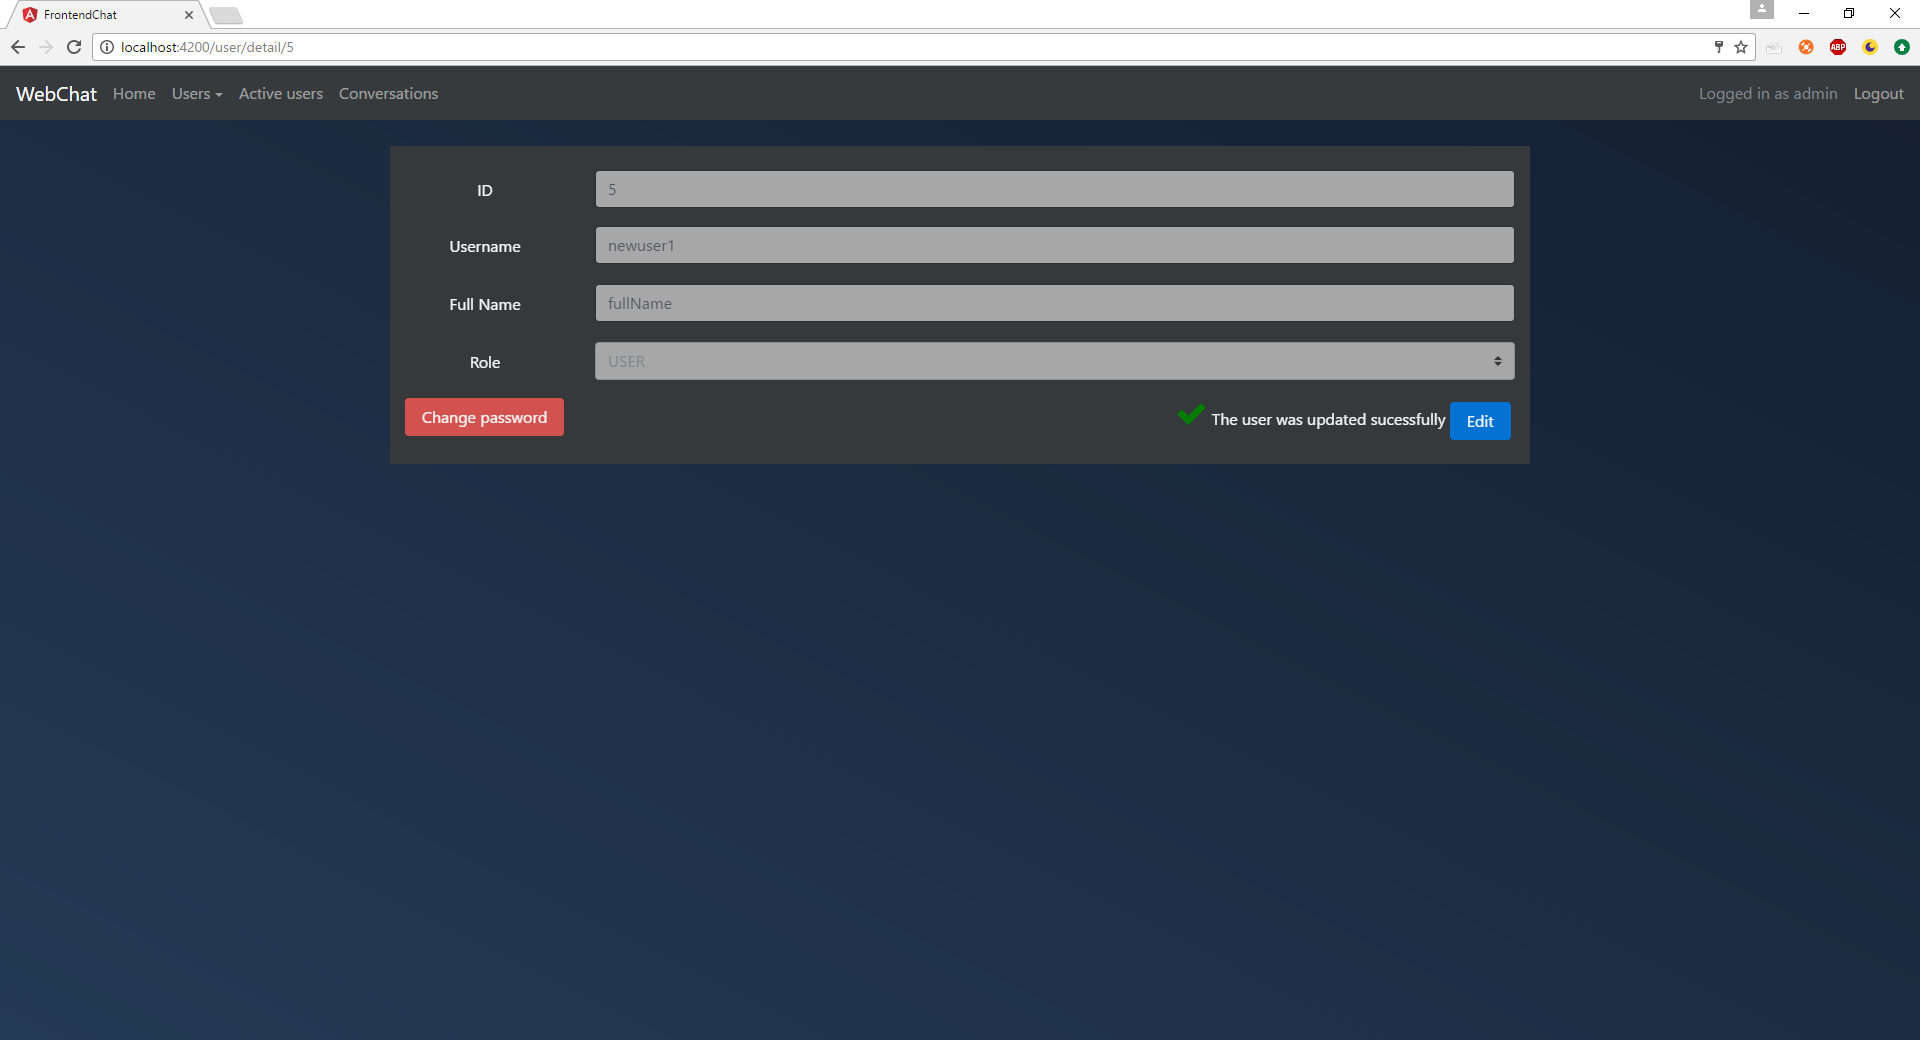 FrontendChat
localhost:4200/user/detail/5
ABP
WebChat Home Users Active users Conversations Logged in as admin Logout
ID 5
Username newuser1
Full Name fullName
Role USER
Change password The user was updated sucessfully Edit